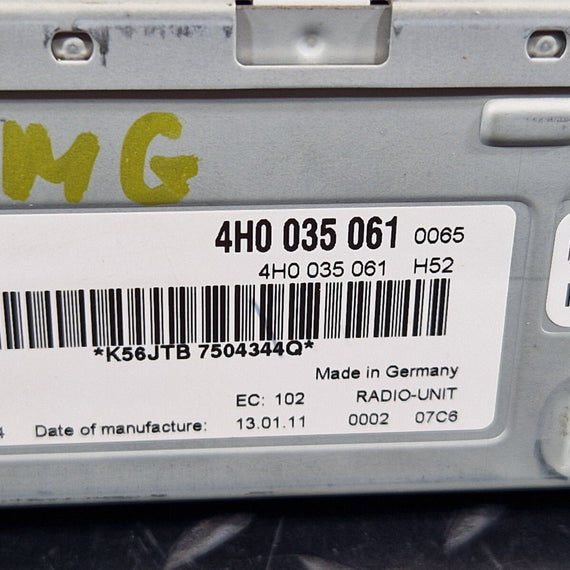 MG
4H0 035 061 0065
4H0 035 061 H52
*K56JTB 7504344Q*
Made in Germany
EC: 102 RADIO-UNIT
4 Date of manufacture: 13.01.11 0002 07C6